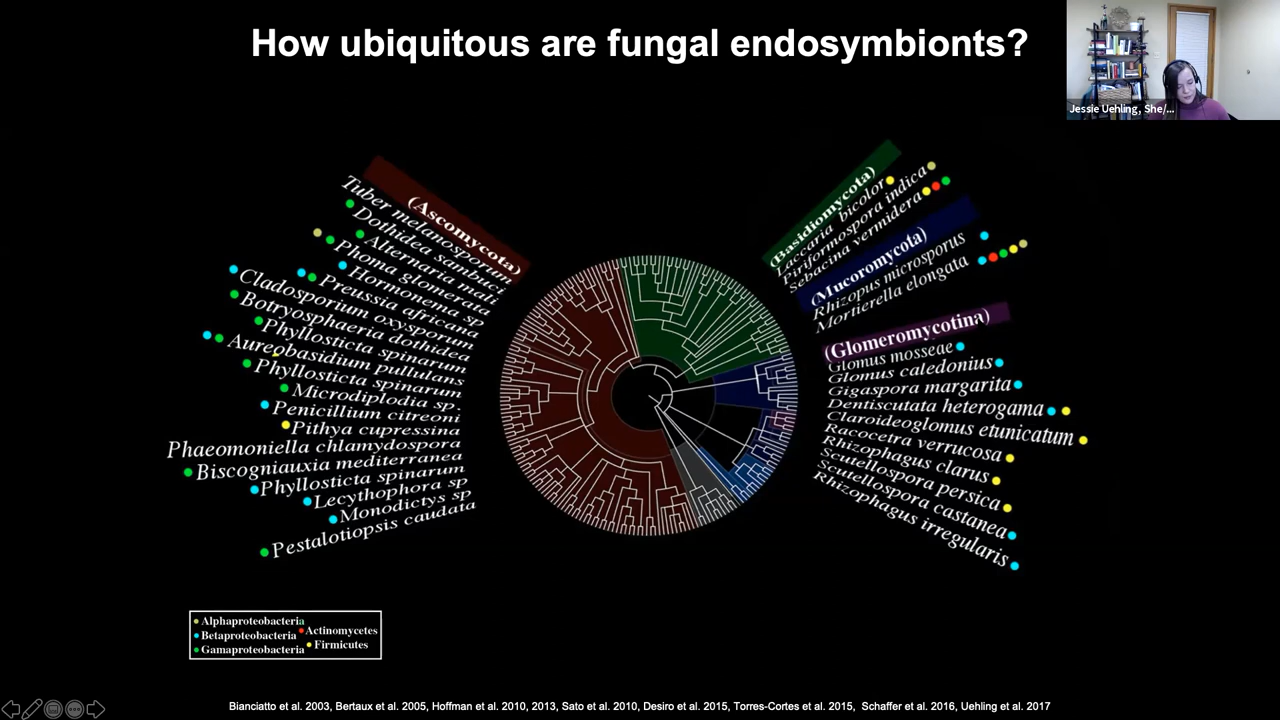 How ubiquitous are fungal endosymbionts?
Jessie Uehling, She/...
(Ascomycota)
Tuber melanosporum
Dothidea sambuci
Alternaria mali
Phoma glomerata
Hormonema sp
Preussia africana
Cladosporium oxysporum
Botryosphaeria dothidea
Phyllosticta spinarum
Aureobasidium pullulans
Phyllosticta spinarum
Microdiplodia sp.
Penicillium citreoni
Pithya cupressina
Phaeomoniella chlamydospora
Biscogniauxia mediterranea
Phyllosticta spinarum
Lecythophora sp
Monodictys sp
Pestalotiopsis caudata
(Basidiomycota)
Laccaria bicolor
Piriformospora indica
Sebacina vermidera
(Mucoromycota)
Rhizopus microsporus
Mortierella elongata
(Glomeromycotina)
Glomus mosseae
Glomus caledonius
Gigaspora margarita
Dentiscutata heterogama
Claroideoglomus etunicatum
Racocetra verrucosa
Rhizophagus clarus
Scutellospora persica
Scutellospora castanea
Rhizophagus irregularis
Alphaproteobacteria
Betaproteobacteria
Gamaproteobacteria
Actinomycetes
Firmicutes
Bianciatto et al. 2003, Bertaux et al. 2005, Hoffman et al. 2010, 2013, Sato et al. 2010, Desiro et al. 2015, Torres-Cortes et al. 2015, Schaffer et al. 2016, Uehling et al. 2017